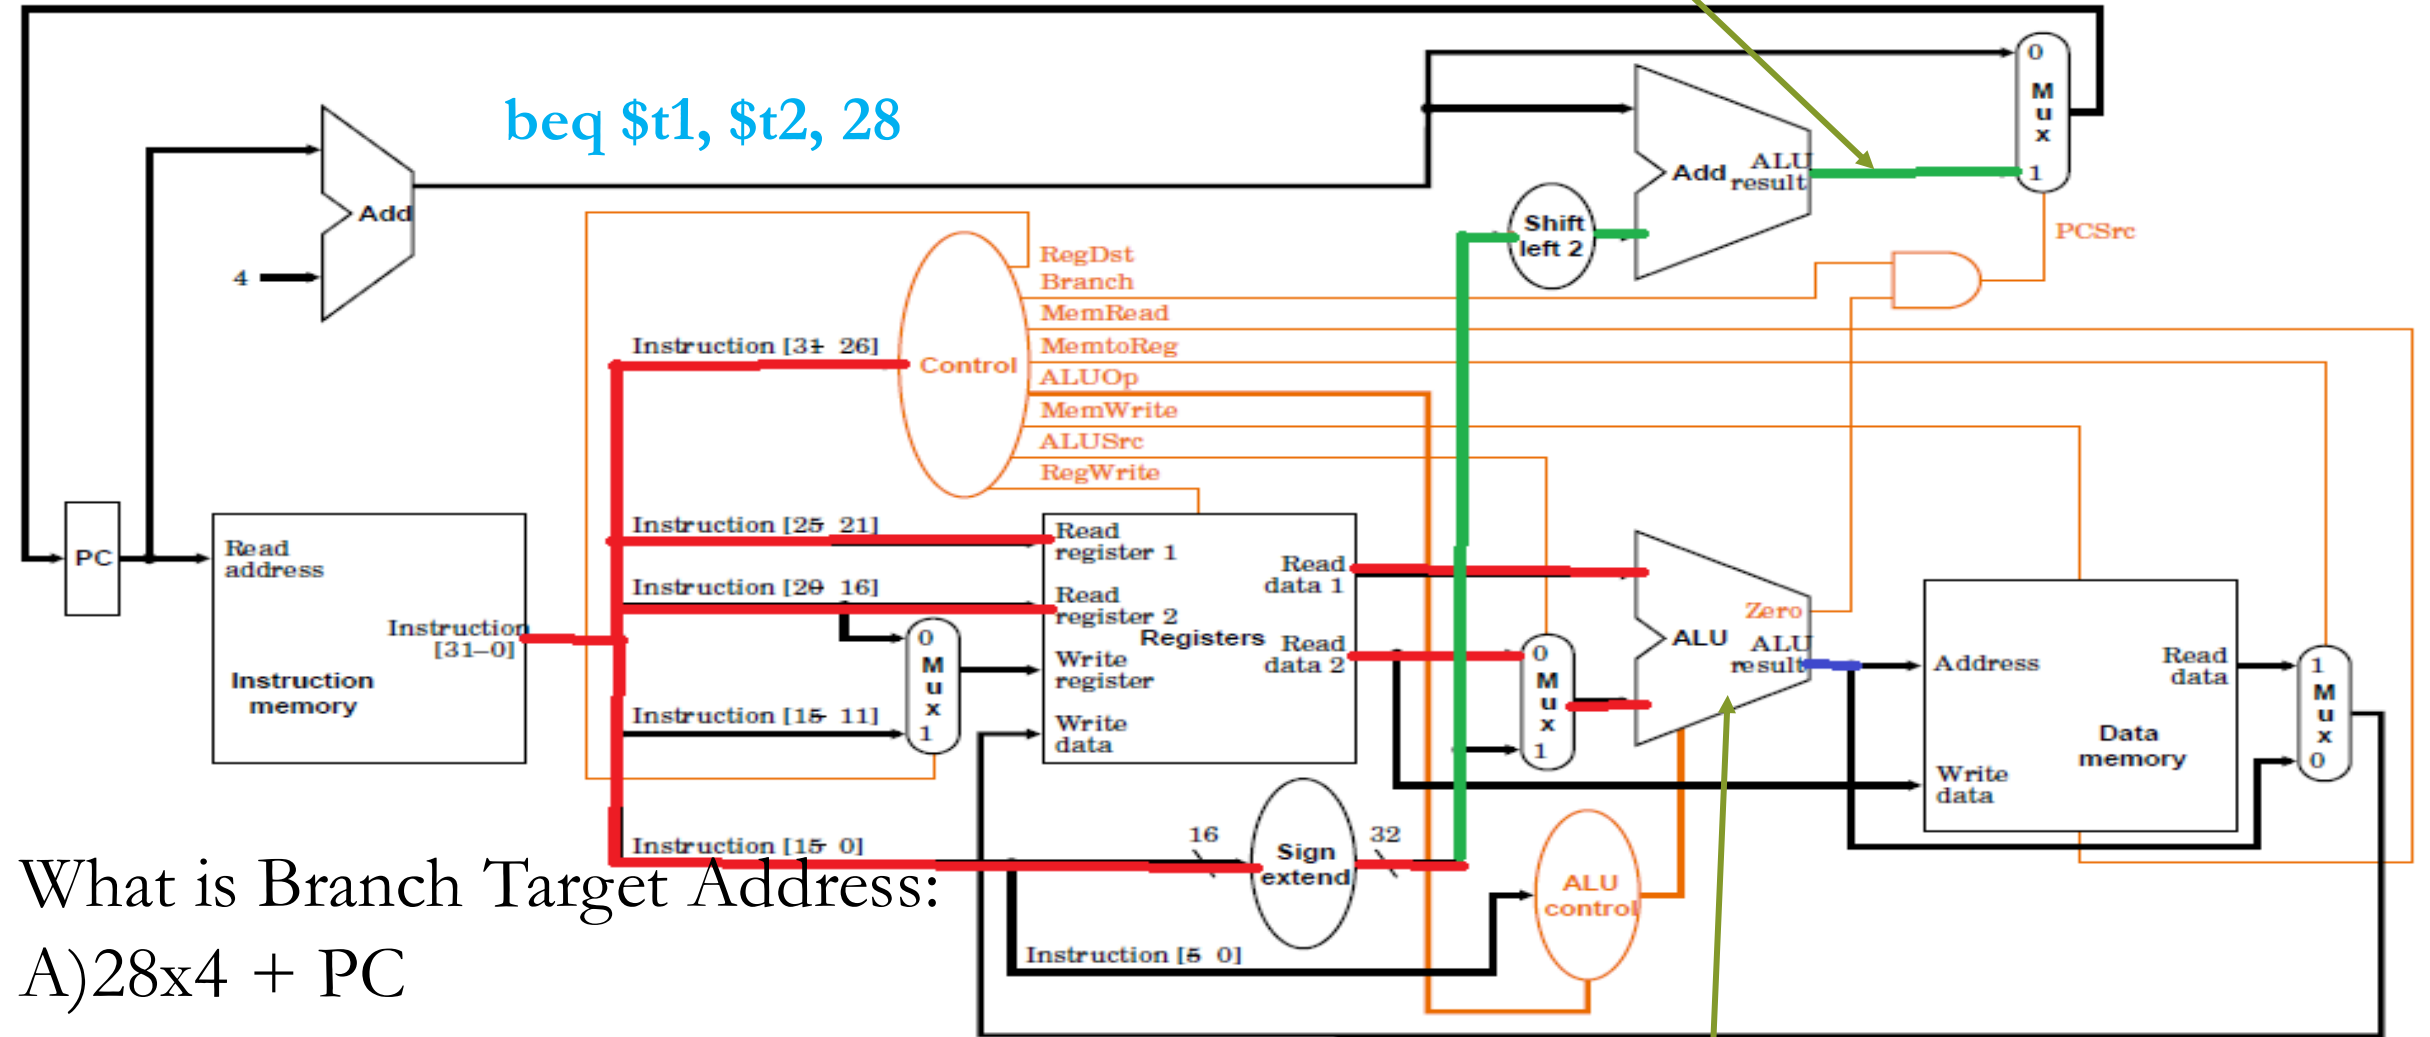 beq $t1, $t2, 28
0
M
u
x
1
Add
4
Add
ALU
result
Shift
left 2
PCSrc
RegDst
Branch
MemRead
MemtoReg
ALUOp
MemWrite
ALUSrc
RegWrite
Control
Instruction [31 26]
Instruction [25 21]
Instruction [20 16]
Instruction [15 11]
Instruction [15 0]
Instruction [5 0]
PC
Read
address
Instruction
[31–0]
Instruction
memory
0
M
u
x
1
Read
register 1
Read
register 2
Write
register
Write
data
Registers
Read
data 1
Read
data 2
0
M
u
x
1
Zero
ALU
ALU
result
Address
Write
data
Read
data
Data
memory
1
M
u
x
0
16
Sign
extend
32
ALU
control
What is Branch Target Address:
A)28x4 + PC